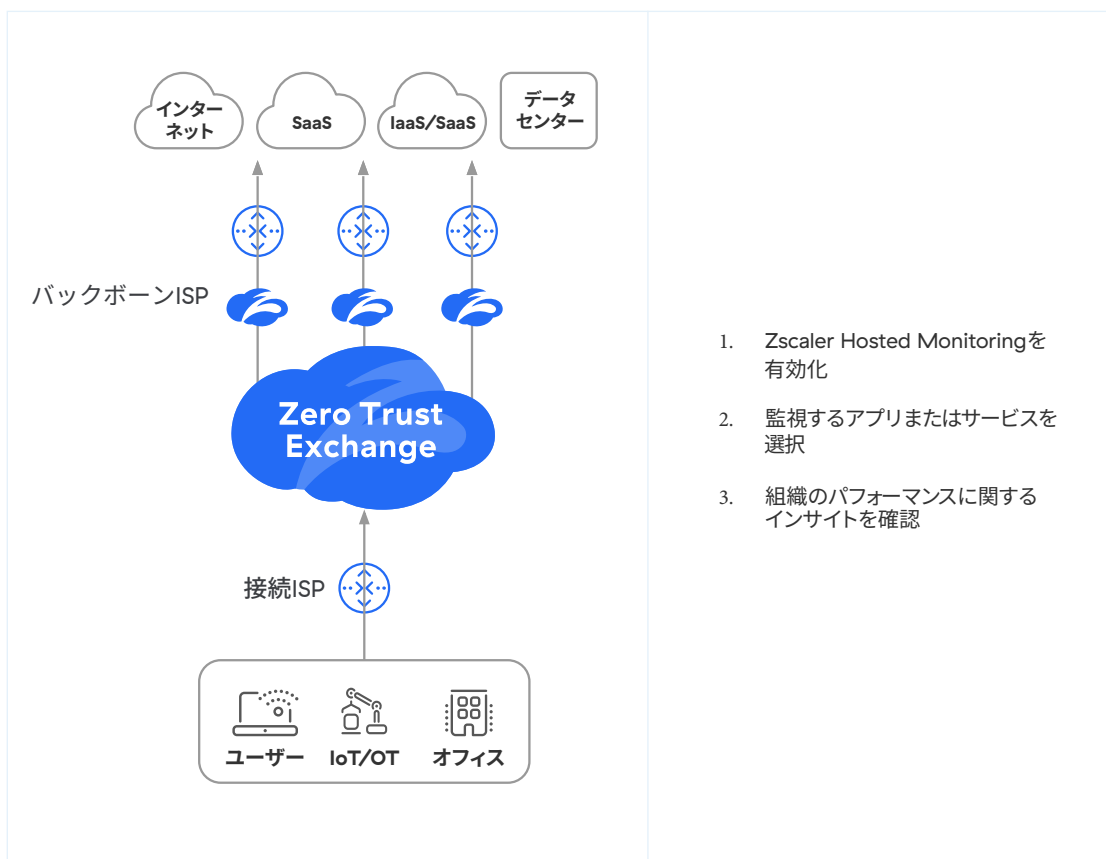 インター
ネット
SaaS
IaaS/SaaS
データ
センター
バックボーンISP
Zero Trust
Exchange
接続ISP
ユーザー
IoT/OT
オフィス
1. Zscaler Hosted Monitoringを
有効化
2. 監視するアプリまたはサービスを
選択
3. 組織のパフォーマンスに関する
インサイトを確認